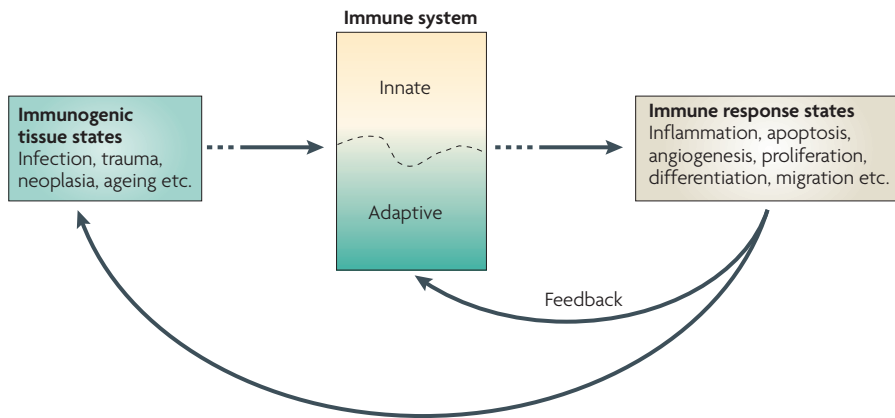 Immune system
Innate
Adaptive
Immunogenic
tissue states
Infection, trauma,
neoplasia, ageing etc.
Immune response states
Inflammation, apoptosis,
angiogenesis, proliferation,
differentiation, migration etc.
Feedback